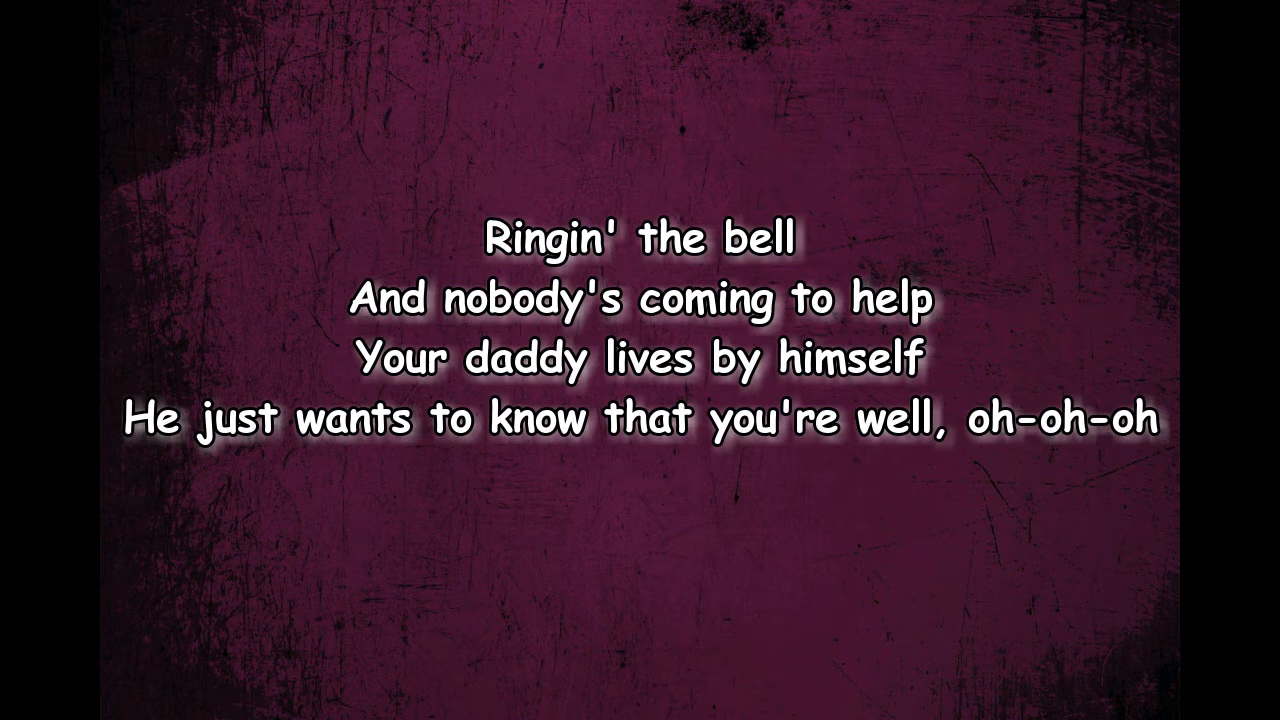 Ringin' the bell
And nobody's coming to help
Your daddy lives by himself
He just wants to know that you're well, oh-oh-oh